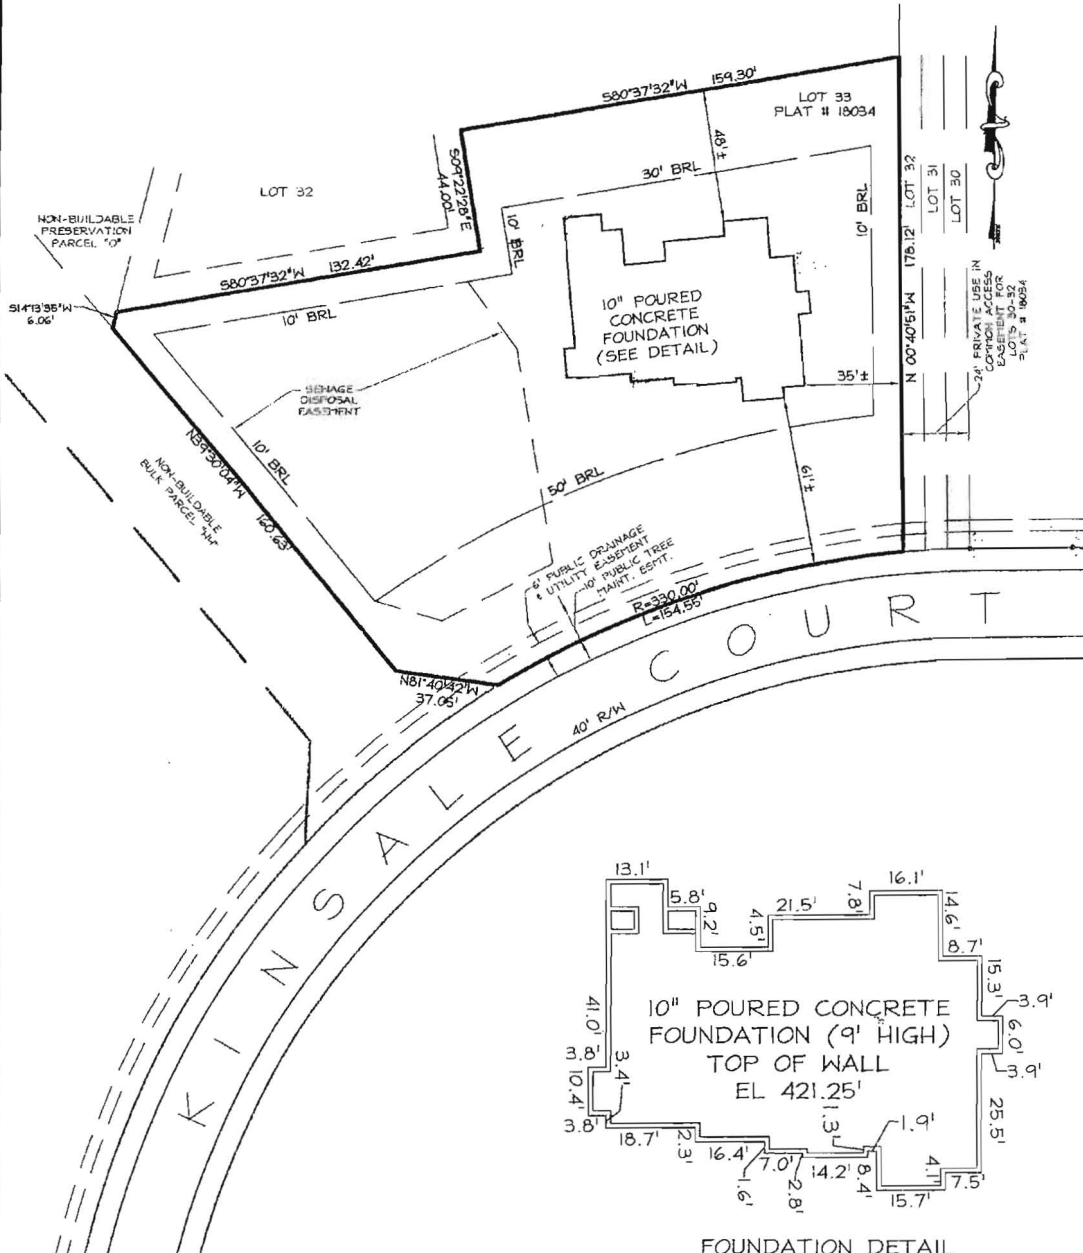 S80°37'32"W 159.30'
LOT 33
PLAT # 18034
48'±
30' BRL
S09°22'28"E
44.00'
LOT 32
NON-BUILDABLE
PRESERVATION
PARCEL "O"
S80°37'32"W 132.42'
S14°13'35"W
6.06'
10' BRL
10' BRL
10' BRL
LOT 32
LOT 31
LOT 30
N 00°40'51"W 178.12'
10" POURED
CONCRETE
FOUNDATION
(SEE DETAIL)
24' PRIVATE USE IN
COMMON ACCESS
EASEMENT FOR
LOTS 30-32
PLAT # 18034
35'±
SEWAGE
DISPOSAL
EASEMENT
10' BRL
N39°30'04"W
160.63'
NON-BUILDABLE
BULK PARCEL
50' BRL
61'±
6' PUBLIC DRAINAGE
& UTILITY EASEMENT
10' PUBLIC TREE
MAINT. ESMT.
R=330.00'
L=154.55'
N81°40'42"W
37.05'
40' R/W
KINSALE COURT
13.1'
5.8'
9.2'
15.6'
4.5'
21.5'
7.8'
16.1'
14.6'
8.7'
15.3'
3.9'
6.0'
3.9'
10" POURED CONCRETE
FOUNDATION (9' HIGH)
TOP OF WALL
EL 421.25'
41.0'
3.8'
3.4'
10.4'
3.8'
18.7'
2.3'
16.4'
1.6'
7.0'
2.8'
14.2'
1.3'
1.9'
8.4'
15.7'
4.1'
7.5'
25.5'
FOUNDATION DETAIL